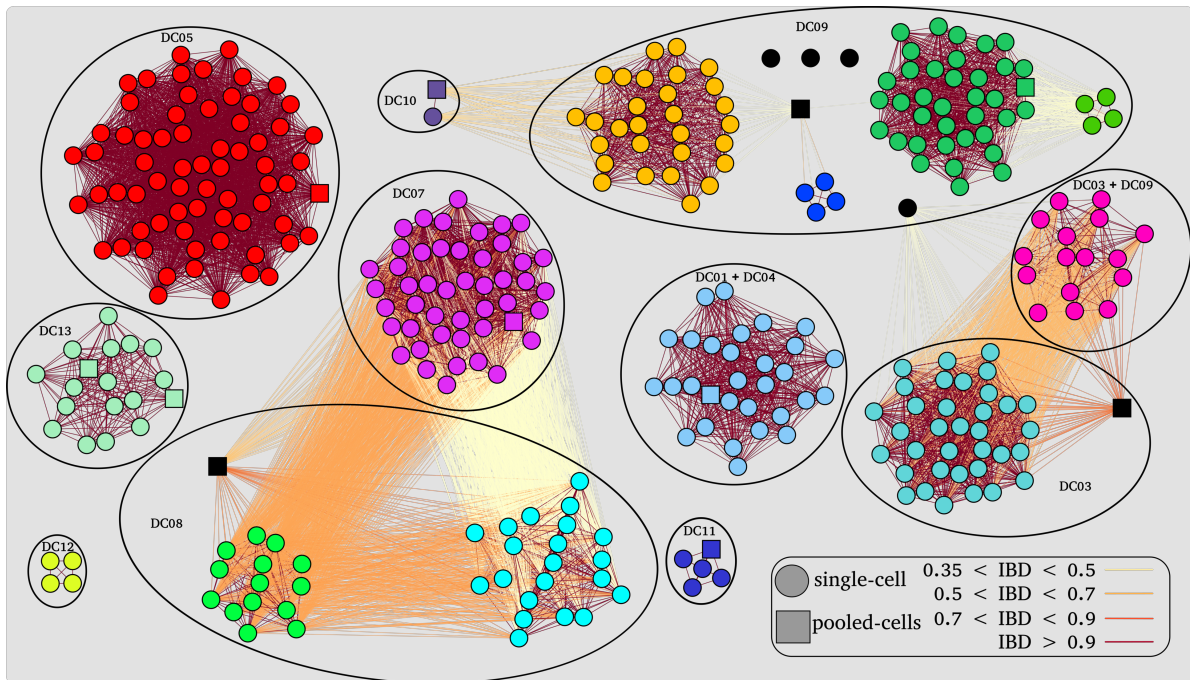 DC05
DC09
DC10
DC07
DC03 + DC09
DC01 + DC04
DC13
DC08
DC03
DC12
DC11
single-cell
pooled-cells
0.35 < IBD < 0.5
0.5 < IBD < 0.7
0.7 < IBD < 0.9
IBD > 0.9